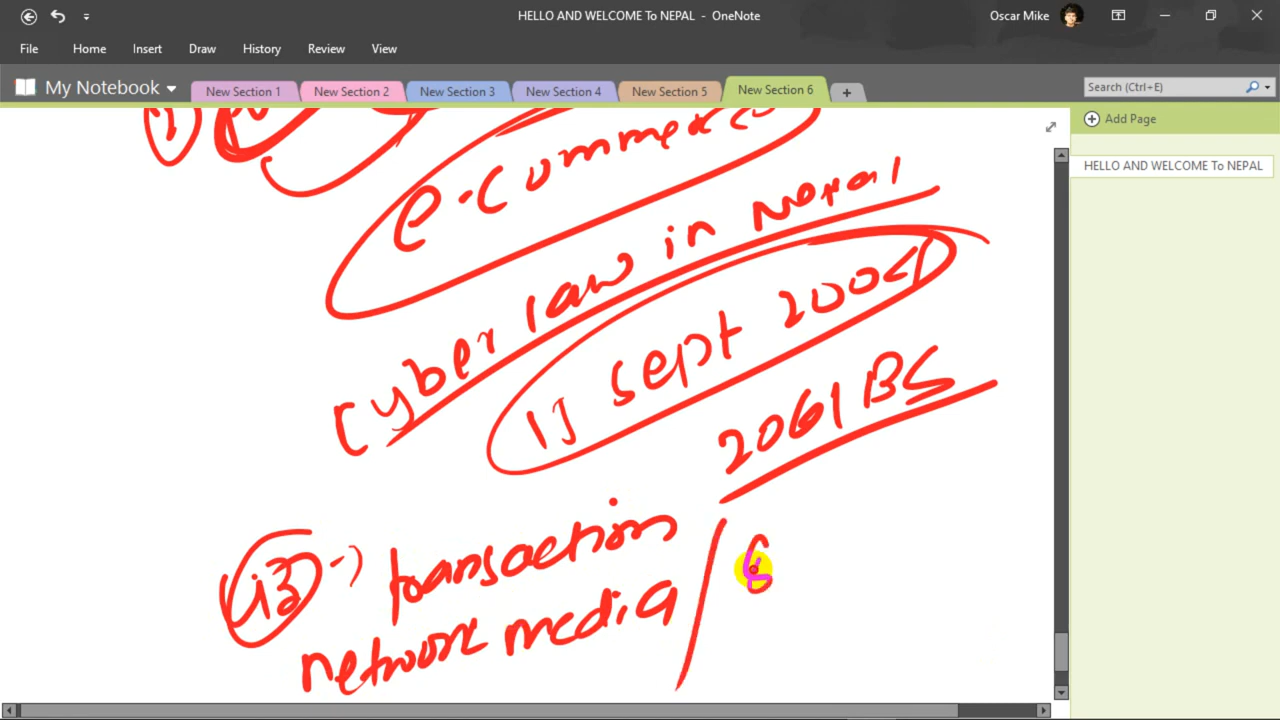 HELLO AND WELCOME To NEPAL - OneNote
Oscar Mike
File Home Insert Draw History Review View
My Notebook
New Section 1 New Section 2 New Section 3 New Section 4 New Section 5 New Section 6
Search (Ctrl+E)
Add Page
HELLO AND WELCOME To NEPAL
e-commerce
Cyber law in Nepal
sept 2004
2061 BS
transaction
network media